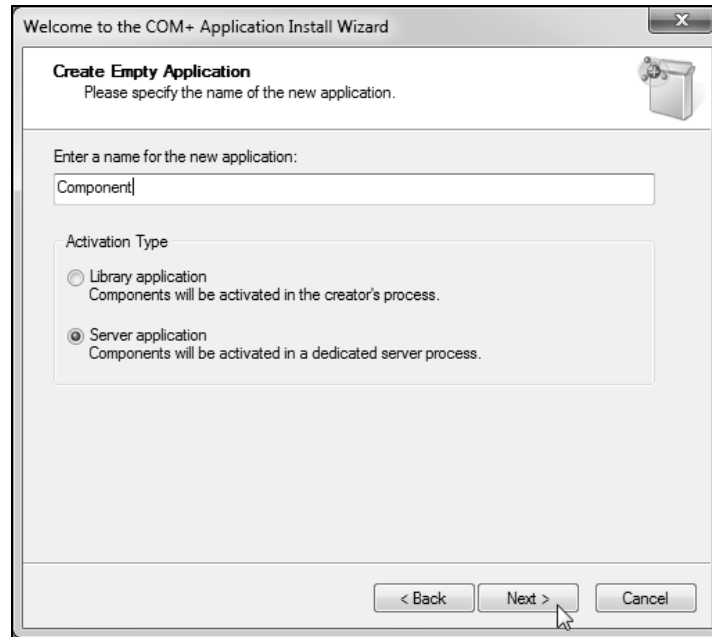 Welcome to the COM+ Application Install Wizard
Create Empty Application
Please specify the name of the new application.
Enter a name for the new application:
Component
Activation Type
Library application
Components will be activated in the creator's process.
Server application
Components will be activated in a dedicated server process.
< Back Next > Cancel